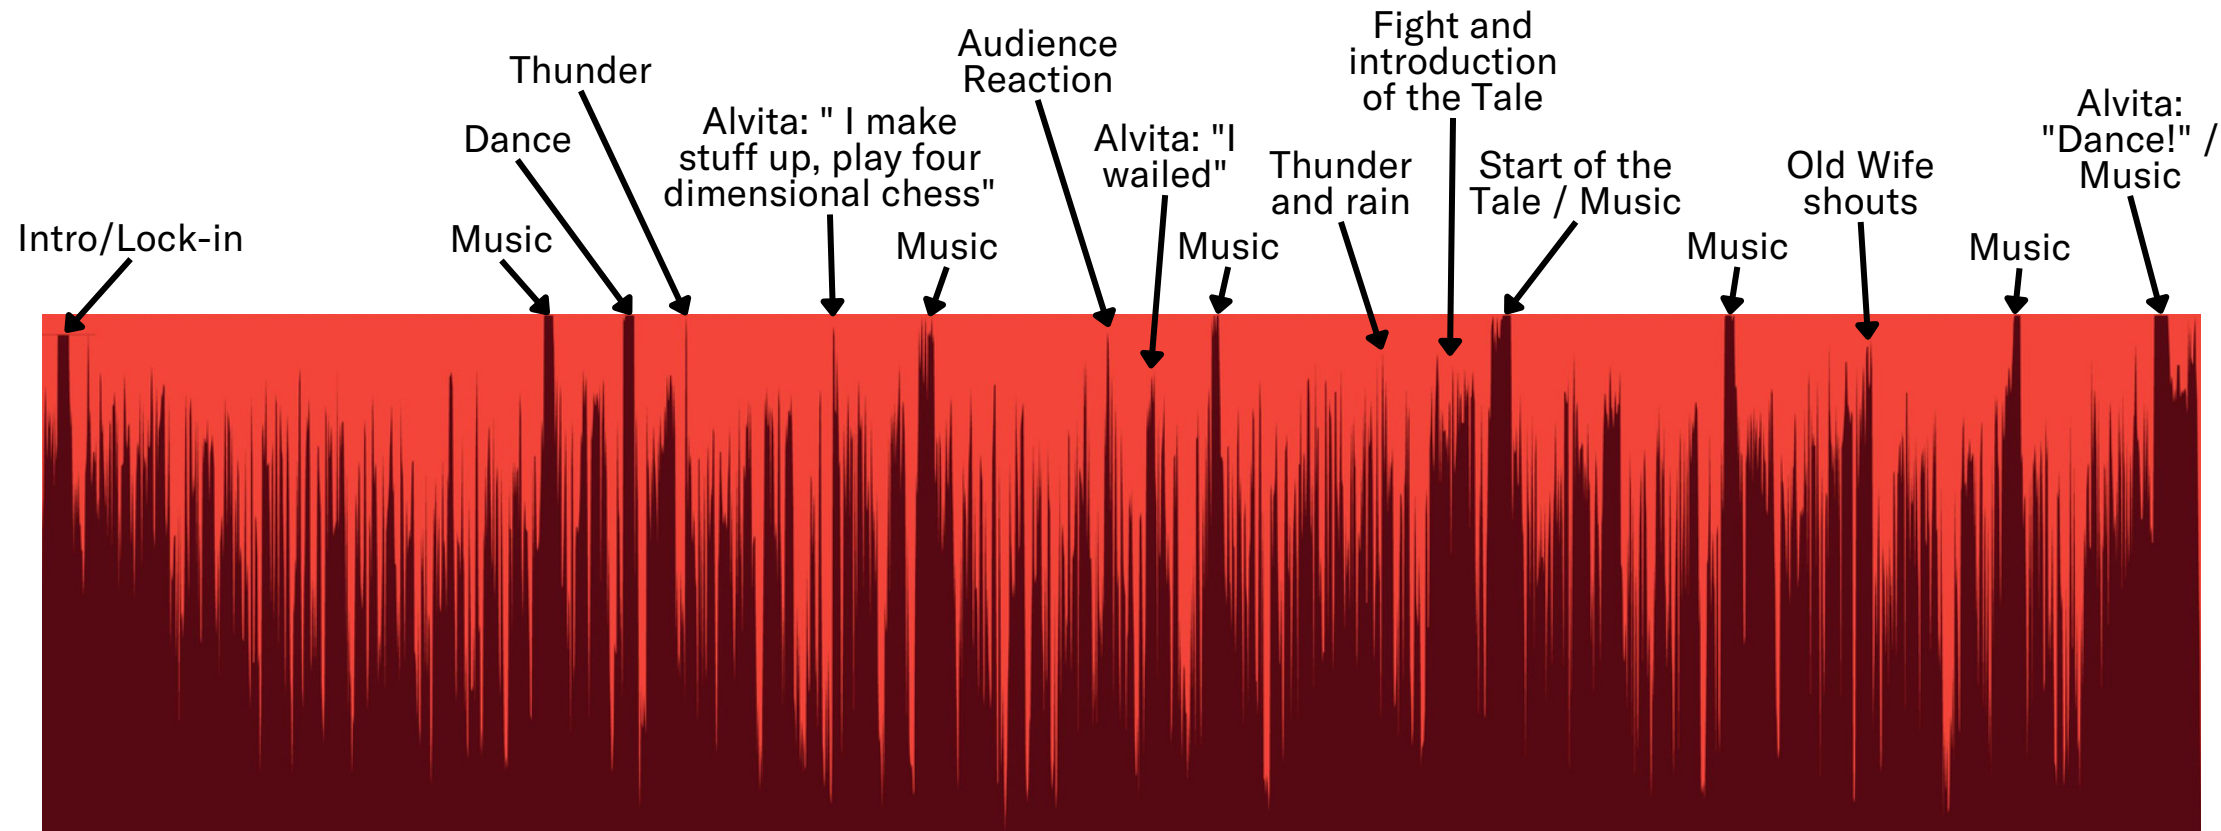 Intro/Lock-in
Music
Dance
Thunder
Alvita: " I make
stuff up, play four
dimensional chess"
Music
Audience
Reaction
Alvita: "I
wailed"
Music
Thunder
and rain
Fight and
introduction
of the Tale
Start of the
Tale / Music
Music
Old Wife
shouts
Music
Alvita:
"Dance!" /
Music